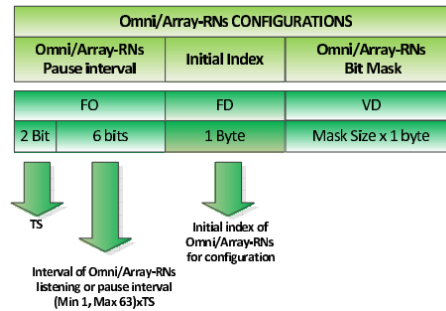 Omni/Array-RNs CONFIGURATIONS
Omni/Array-RNs
Pause interval
Initial Index
Omni/Array-RNs
Bit Mask
FO
FD
VD
2 Bit
6 bits
1 Byte
Mask Size x 1 byte
TS
Initial index of
Omni/Array-RNs
for configuration
Interval of Omni/Array-RNs
listening or pause interval
(Min 1, Max 63)xTS